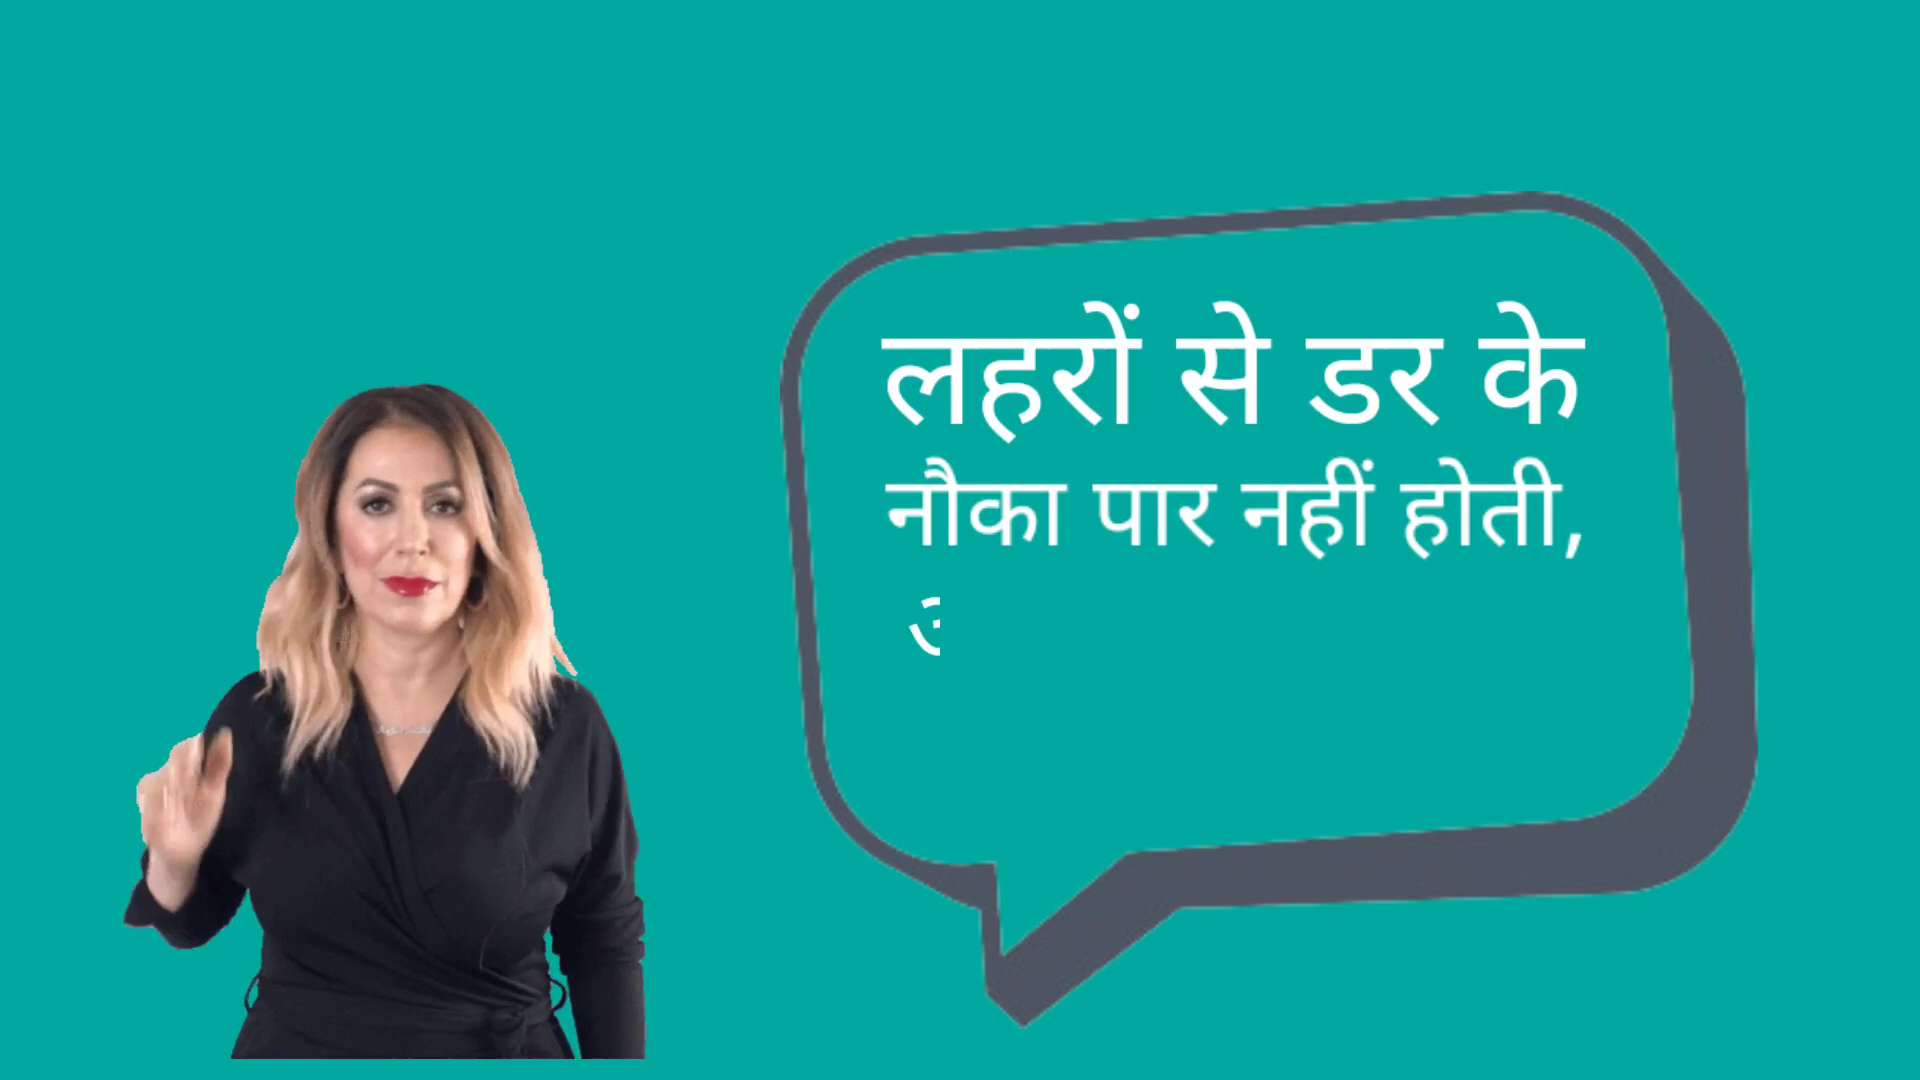 लहरों से डर के
नौका पार नहीं होती,